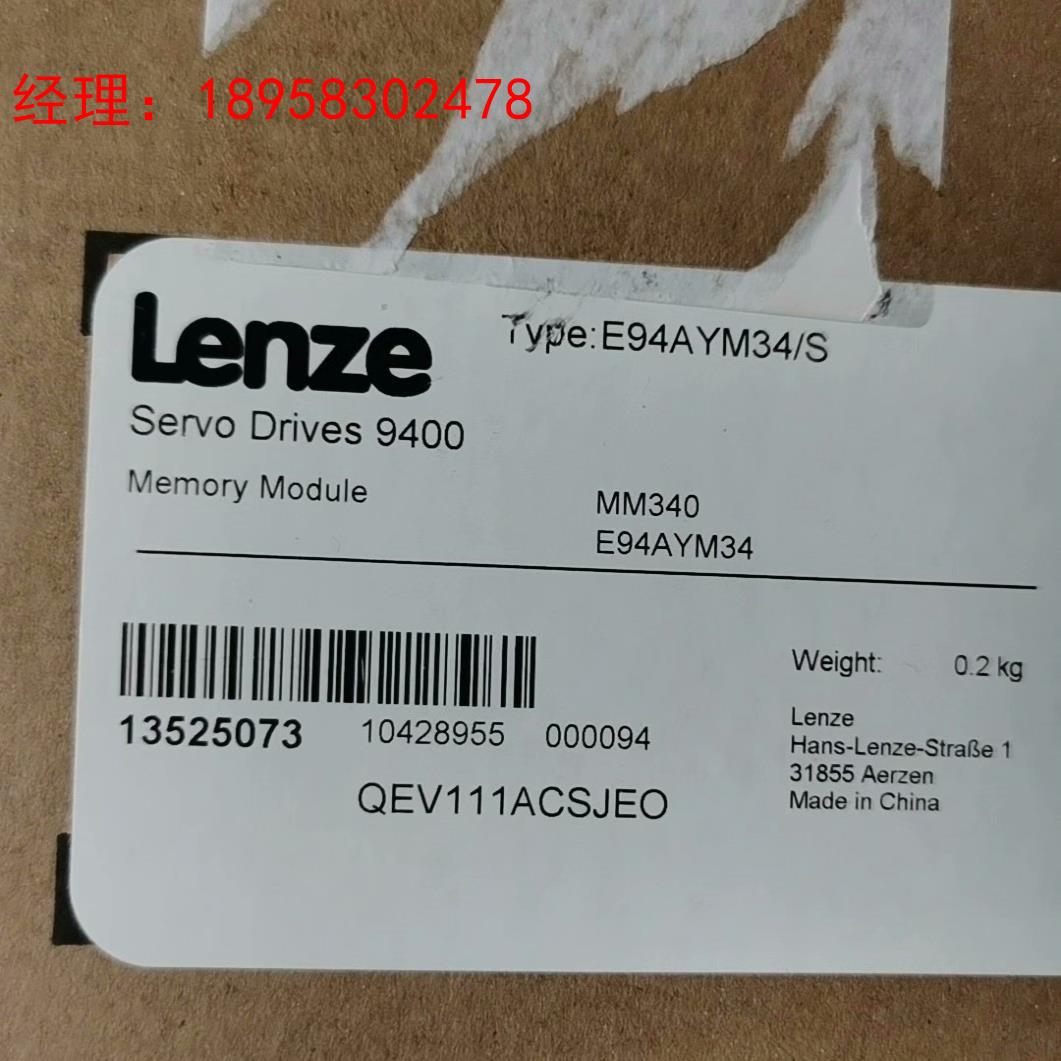 经理：18958302478
Lenze
Type:E94AYM34/S
Servo Drives 9400
Memory Module
MM340
E94AYM34
Weight: 0.2 kg
13525073 10428955 000094
QEV111ACSJEO
Lenze
Hans-Lenze-Straße 1
31855 Aerzen
Made in China